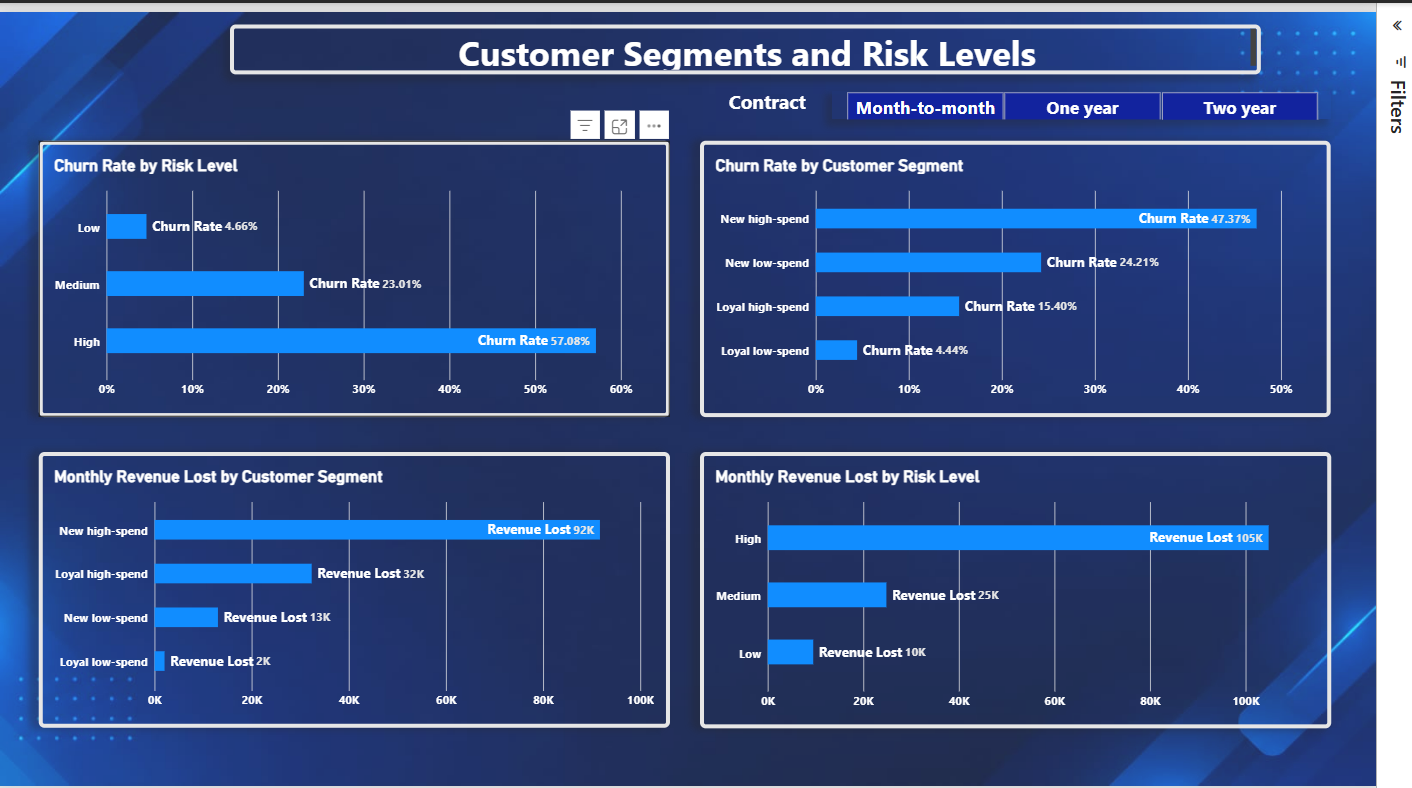 Customer Segments and Risk Levels
Contract
Month-to-month
One year
Two year
Filters
Churn Rate by Risk Level
Low
Churn Rate 4.66%
Medium
Churn Rate 23.01%
High
Churn Rate 57.08%
0% 10% 20% 30% 40% 50% 60%
Churn Rate by Customer Segment
New high-spend
Churn Rate 47.37%
New low-spend
Churn Rate 24.21%
Loyal high-spend
Churn Rate 15.40%
Loyal low-spend
Churn Rate 4.44%
0% 10% 20% 30% 40% 50%
Monthly Revenue Lost by Customer Segment
New high-spend
Revenue Lost 92K
Loyal high-spend
Revenue Lost 32K
New low-spend
Revenue Lost 13K
Loyal low-spend
Revenue Lost 2K
0K 20K 40K 60K 80K 100K
Monthly Revenue Lost by Risk Level
High
Revenue Lost 105K
Medium
Revenue Lost 25K
Low
Revenue Lost 10K
0K 20K 40K 60K 80K 100K